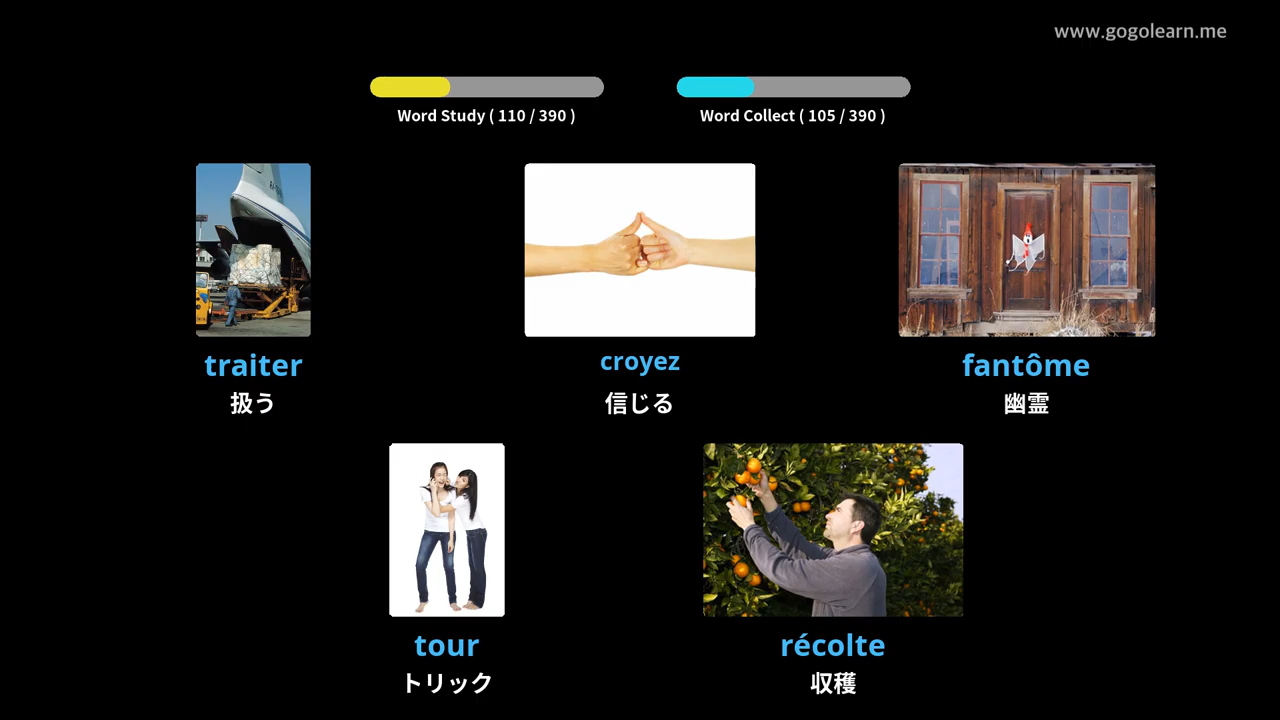 www.gogolearn.me
Word Study ( 110 / 390 )
Word Collect ( 105 / 390 )
traiter
扱う
croyez
信じる
fantôme
幽霊
tour
トリック
récolte
収穫